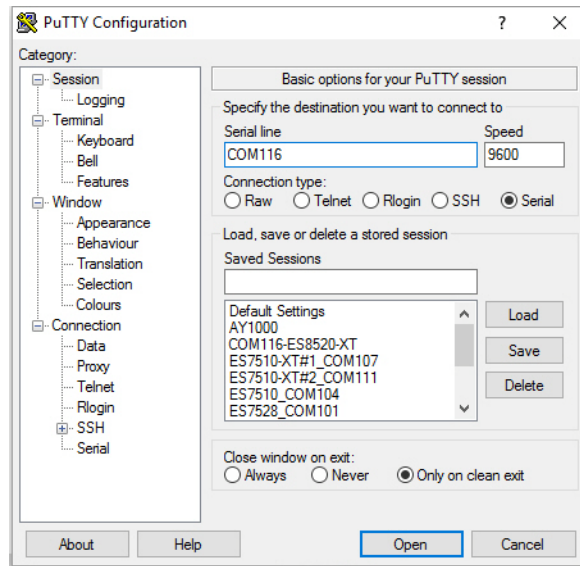 PuTTY Configuration ? X
Category:
Session
Logging
Terminal
Keyboard
Bell
Features
Window
Appearance
Behaviour
Translation
Selection
Colours
Connection
Data
Proxy
Telnet
Rlogin
SSH
Serial
Basic options for your PuTTY session
Specify the destination you want to connect to
Serial line Speed
COM116 9600
Connection type:
Raw Telnet Rlogin SSH Serial
Load, save or delete a stored session
Saved Sessions
Default Settings
AY1000
COM116-ES8520-XT
ES7510-XT#1_COM107
ES7510-XT#2_COM111
ES7510_COM104
ES7528_COM101
Load
Save
Delete
Close window on exit:
Always Never Only on clean exit
About Help Open Cancel